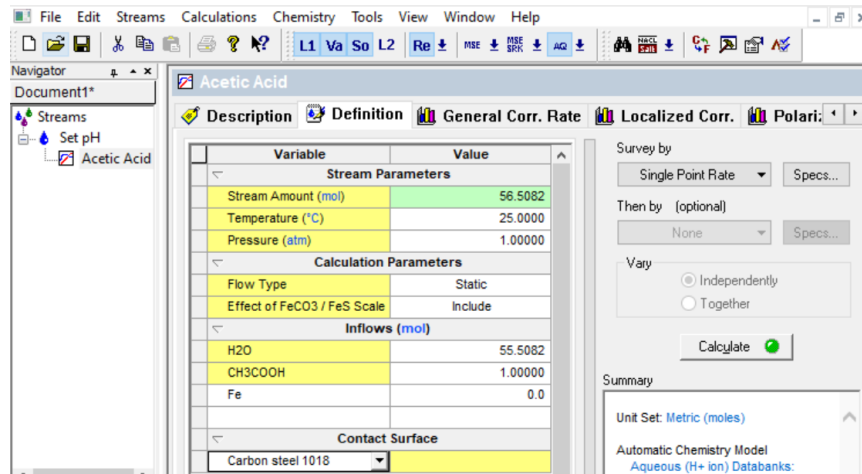 File Edit Streams Calculations Chemistry Tools View Window Help
L1 Va So L2 Re MSE MSE SRK AQ
Navigator
Document1*
Streams
Set pH
Acetic Acid
Acetic Acid
Description Definition General Corr. Rate Localized Corr.
Variable Value
Stream Parameters
Stream Amount (mol) 56.5082
Temperature (°C) 25.0000
Pressure (atm) 1.00000
Calculation Parameters
Flow Type Static
Effect of FeCO3 / FeS Scale Include
Inflows (mol)
H2O 55.5082
CH3COOH 1.00000
Fe 0.0
Contact Surface
Carbon steel 1018
Survey by
Single Point Rate Specs...
Then by (optional)
None Specs...
Vary
Independently
Together
Calculate
Summary
Unit Set: Metric (moles)
Automatic Chemistry Model
Aqueous (H+ ion) Databanks: